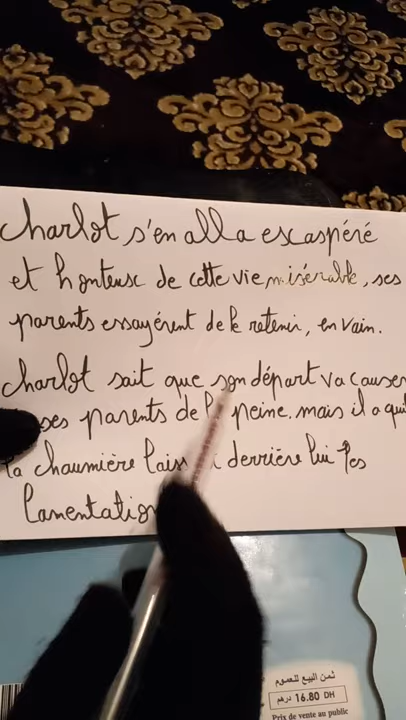 charlot s'en alla escaspéré
et honteuse de cette vie misérable, ses
parents essayérent de le retenir, en vain.
charlot sait que son départ va causer
ses parents de peine. mais il a
la chaumière derrière lui les
lamentation
ثمن البيع للعموم
16.80 DH درهم
Prix de vente au public